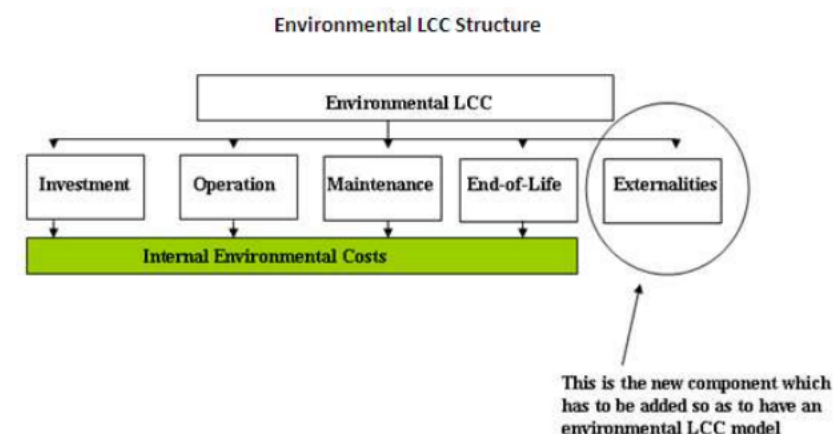 Environmental LCC Structure
Environmental LCC
Investment
Operation
Maintenance
End-of-Life
Externalities
Internal Environmental Costs
This is the new component which
has to be added so as to have an
environmental LCC model